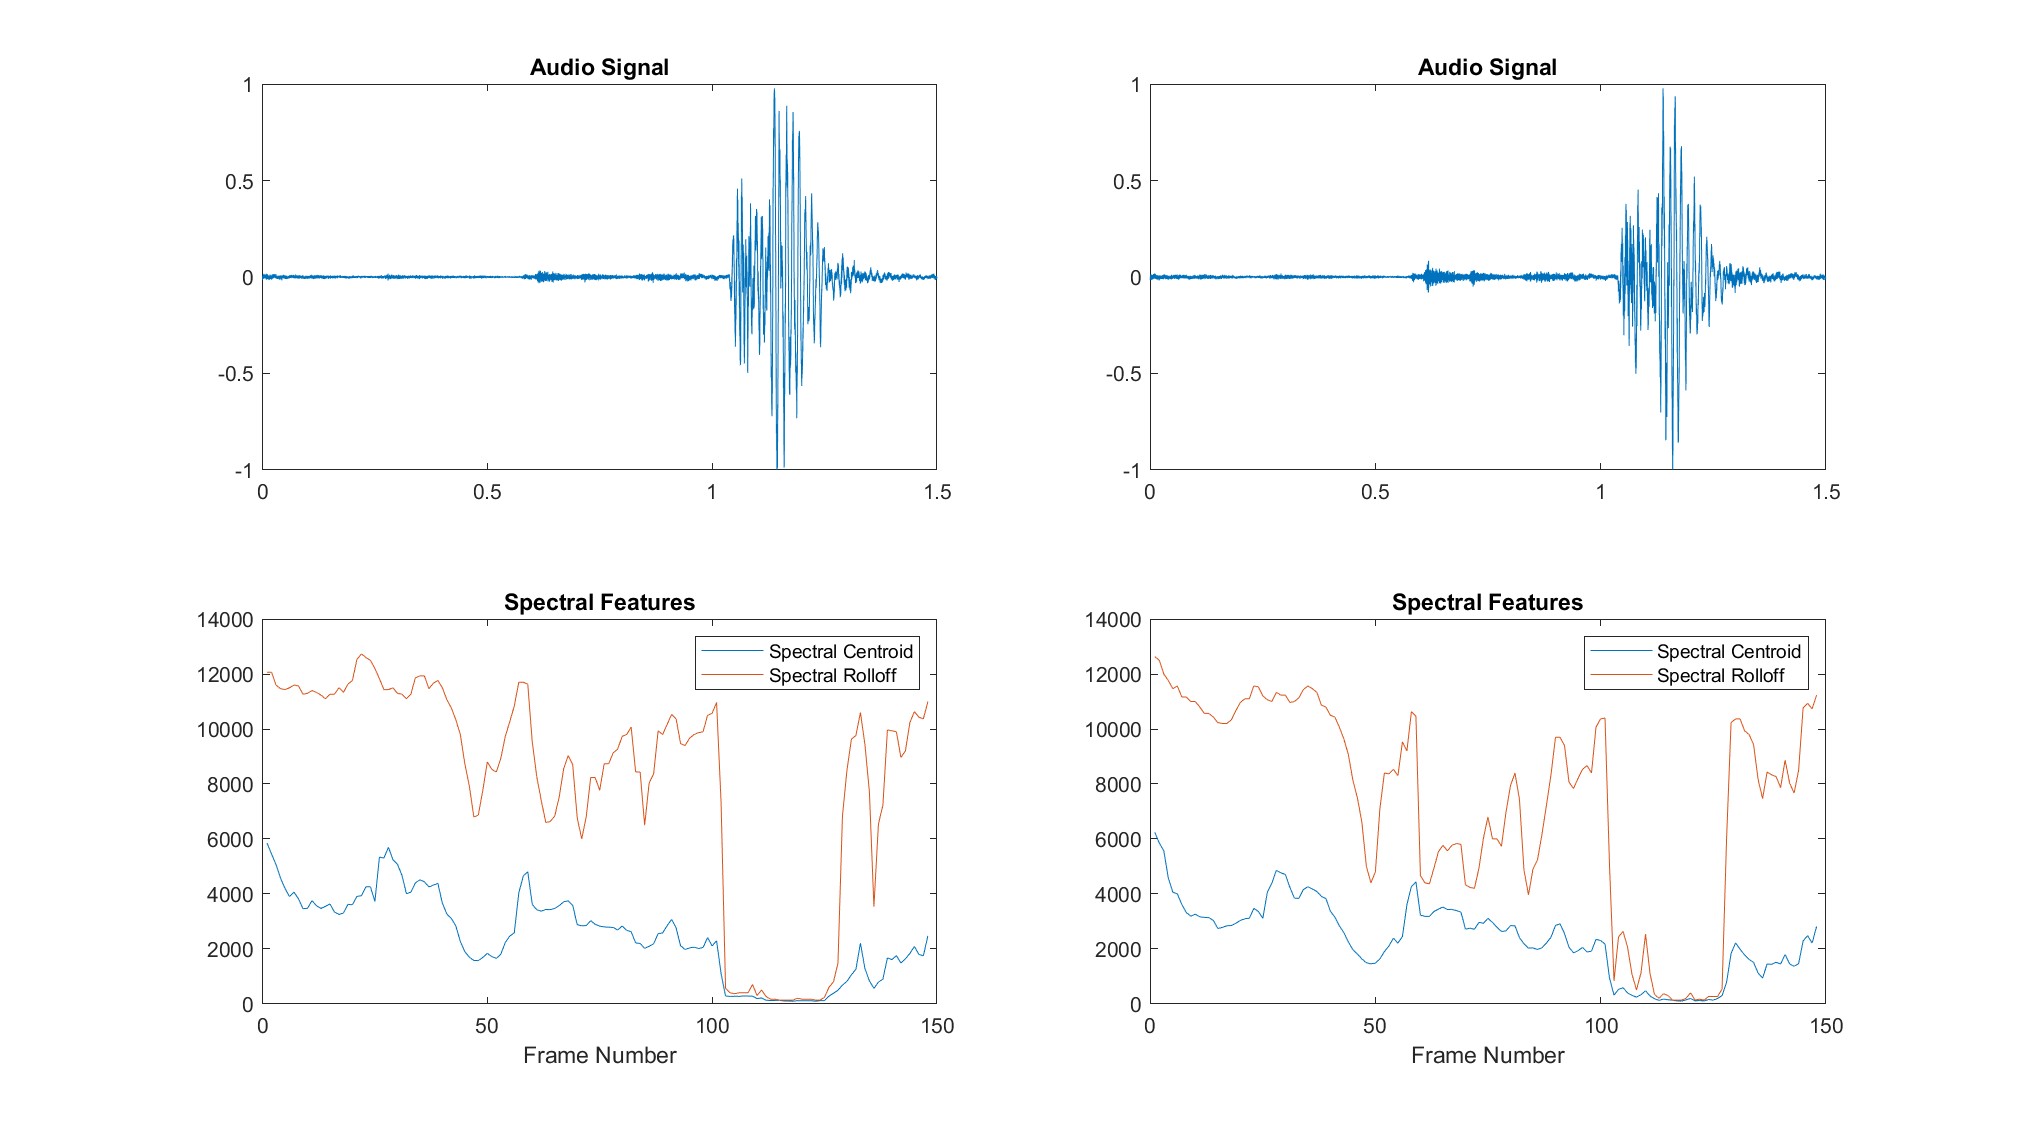 Audio Signal
1
0.5
0
-0.5
-1
0 0.5 1 1.5
Audio Signal
1
0.5
0
-0.5
-1
0 0.5 1 1.5
Spectral Features
14000
12000
10000
8000
6000
4000
2000
0
Spectral Centroid
Spectral Rolloff
0 50 100 150
Frame Number
Spectral Features
14000
12000
10000
8000
6000
4000
2000
0
Spectral Centroid
Spectral Rolloff
0 50 100 150
Frame Number